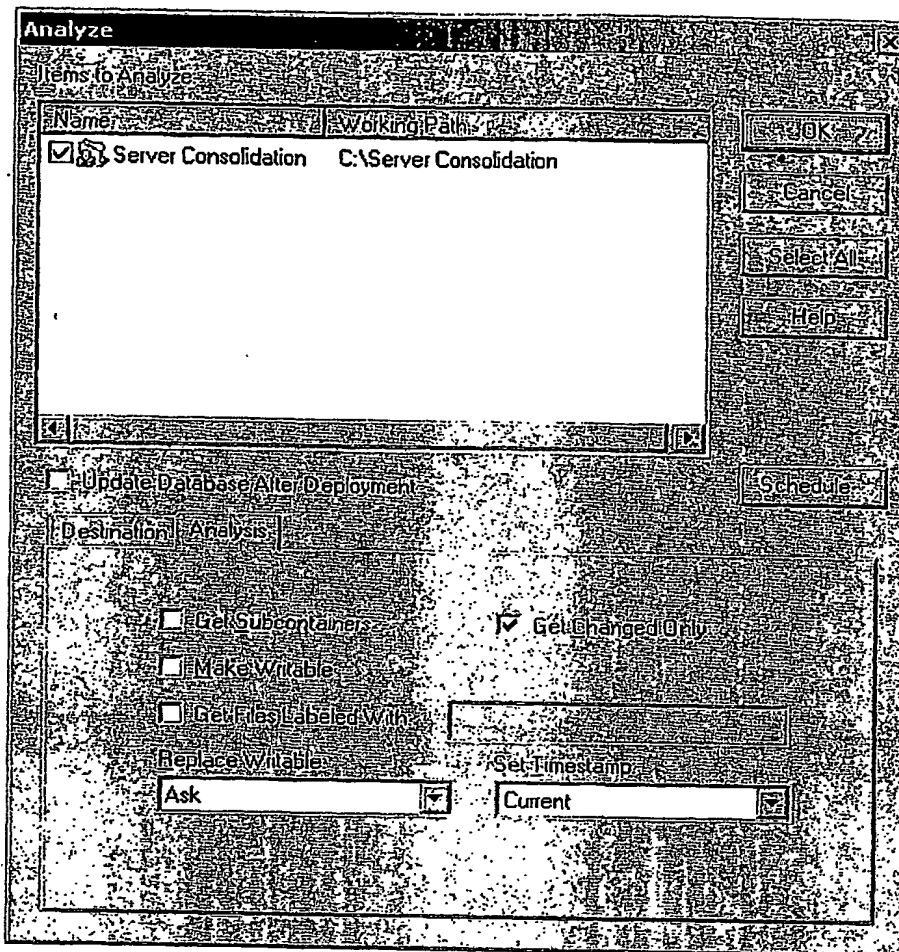 Analyze
Items to Analyze
Name Working Path
Server Consolidation C:\Server Consolidation
OK
Cancel
Select All
Help
Update Database After Deployment
Schedule
Destination Analysis
Get Subcontainers Get Changed Only
Make Writable
Get Files Labeled With
Replace Writable Set Timestamp
Ask Current